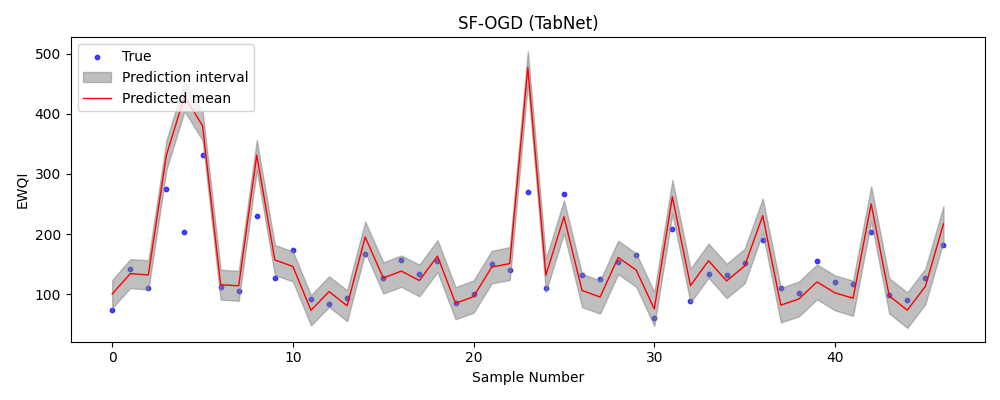 SF-OGD (TabNet)
True
Prediction interval
Predicted mean
EWQI
500
400
300
200
100
0
10
20
30
40
Sample Number